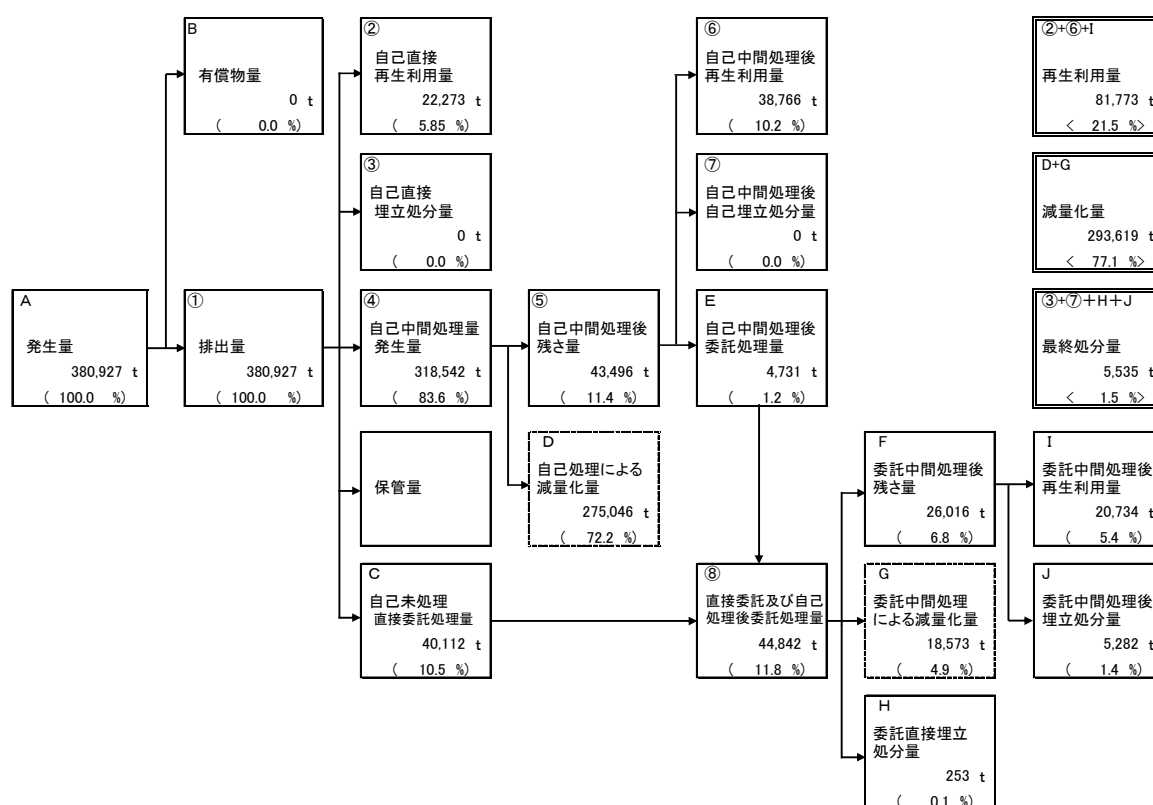 B
有償物量
0 t
( 0.0 %)
②
自己直接
再生利用量
22,273 t
( 5.85 %)
⑥
自己中間処理後
再生利用量
38,766 t
( 10.2 %)
②+⑥+I
再生利用量
81,773 t
< 21.5 %>
③
自己直接
埋立処分量
0 t
( 0.0 %)
⑦
自己中間処理後
自己埋立処分量
0 t
( 0.0 %)
D+G
減量化量
293,619 t
< 77.1 %>
A
発生量
380,927 t
( 100.0 %)
①
排出量
380,927 t
( 100.0 %)
④
自己中間処理量
発生量
318,542 t
( 83.6 %)
⑤
自己中間処理後
残さ量
43,496 t
( 11.4 %)
E
自己中間処理後
委託処理量
4,731 t
( 1.2 %)
③+⑦+H+J
最終処分量
5,535 t
< 1.5 %>
保管量
D
自己処理による
減量化量
275,046 t
( 72.2 %)
F
委託中間処理後
残さ量
26,016 t
( 6.8 %)
I
委託中間処理後
再生利用量
20,734 t
( 5.4 %)
C
自己未処理
直接委託処理量
40,112 t
( 10.5 %)
⑧
直接委託及び自己
処理後委託処理量
44,842 t
( 11.8 %)
G
委託中間処理
による減量化量
18,573 t
( 4.9 %)
J
委託中間処理後
埋立処分量
5,282 t
( 1.4 %)
H
委託直接埋立
処分量
253 t
( 0.1 %)